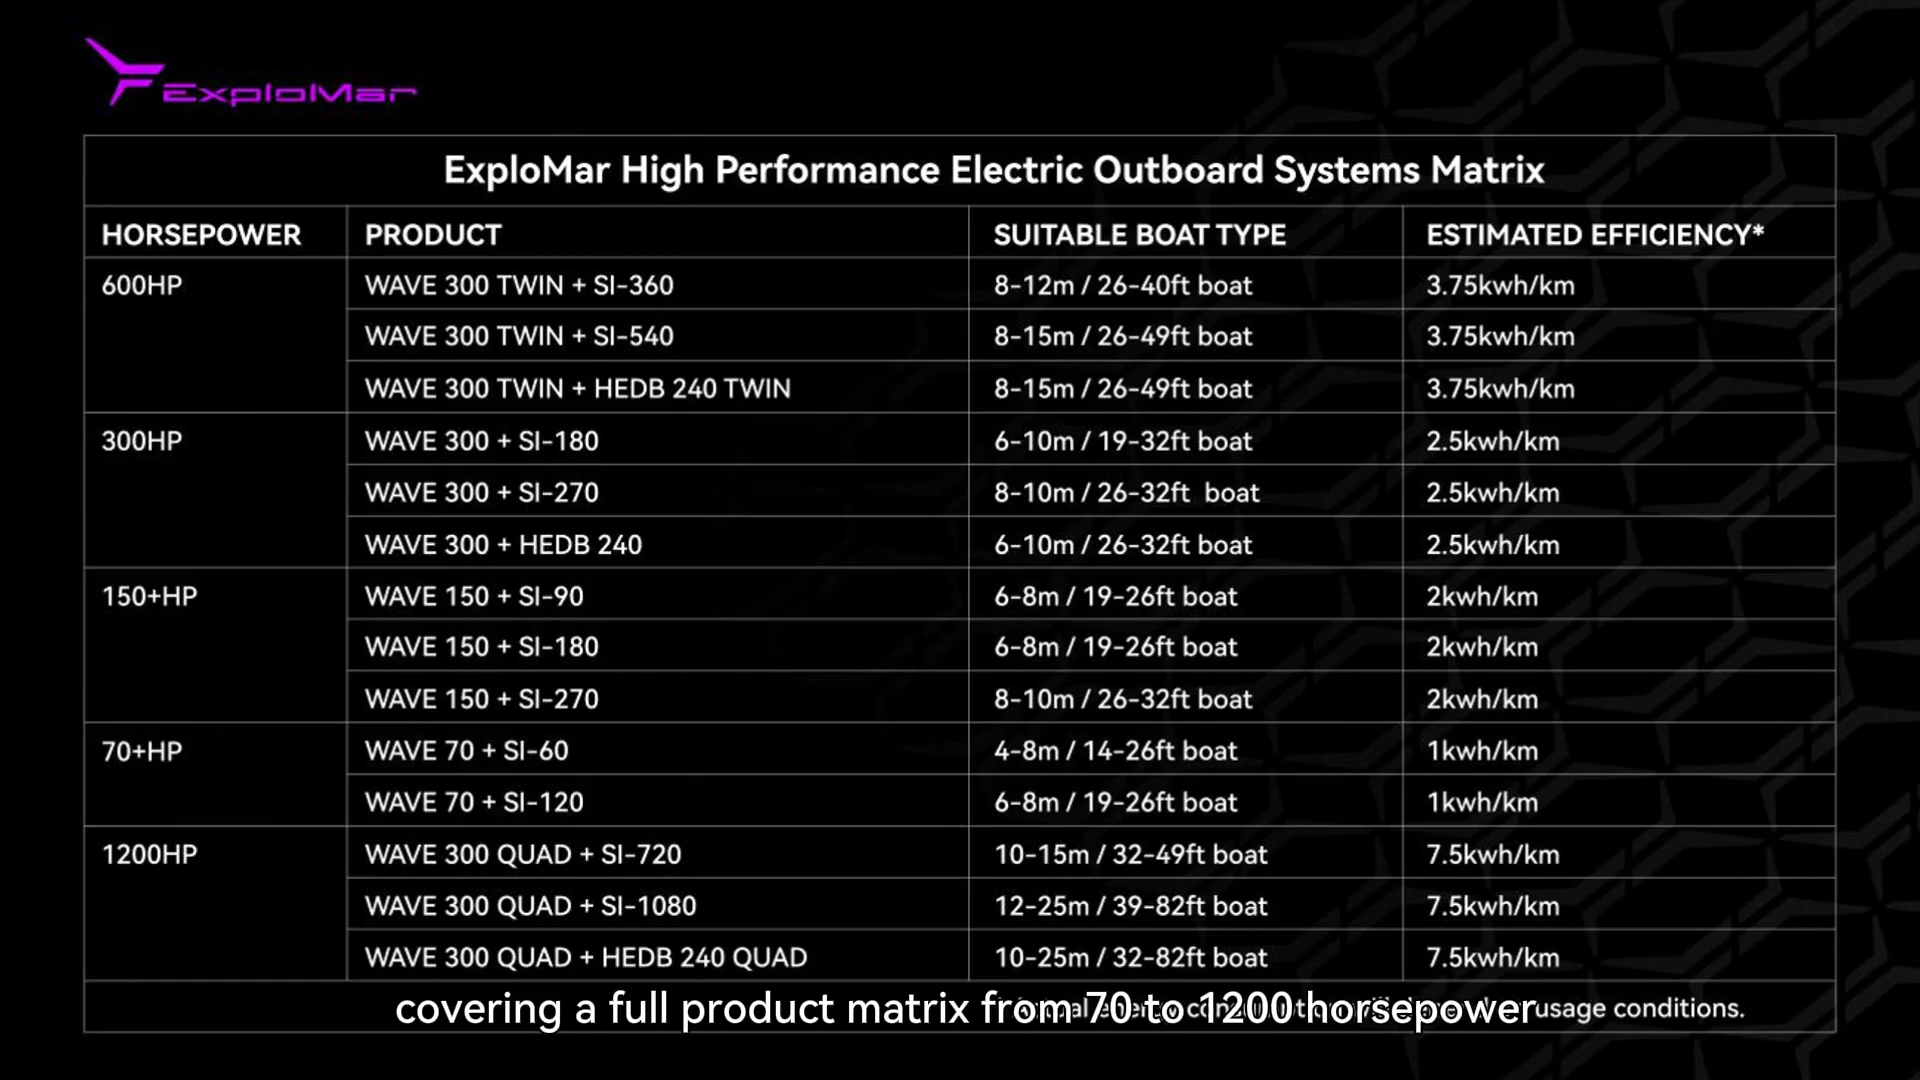 ExploMar
ExploMar High Performance Electric Outboard Systems Matrix
HORSEPOWER PRODUCT SUITABLE BOAT TYPE ESTIMATED EFFICIENCY*
600HP WAVE 300 TWIN + SI-360 8-12m / 26-40ft boat 3.75kwh/km
WAVE 300 TWIN + SI-540 8-15m / 26-49ft boat 3.75kwh/km
WAVE 300 TWIN + HEDB 240 TWIN 8-15m / 26-49ft boat 3.75kwh/km
300HP WAVE 300 + SI-180 6-10m / 19-32ft boat 2.5kwh/km
WAVE 300 + SI-270 8-10m / 26-32ft boat 2.5kwh/km
WAVE 300 + HEDB 240 6-10m / 26-32ft boat 2.5kwh/km
150+HP WAVE 150 + SI-90 6-8m / 19-26ft boat 2kwh/km
WAVE 150 + SI-180 6-8m / 19-26ft boat 2kwh/km
WAVE 150 + SI-270 8-10m / 26-32ft boat 2kwh/km
70+HP WAVE 70 + SI-60 4-8m / 14-26ft boat 1kwh/km
WAVE 70 + SI-120 6-8m / 19-26ft boat 1kwh/km
1200HP WAVE 300 QUAD + SI-720 10-15m / 32-49ft boat 7.5kwh/km
WAVE 300 QUAD + SI-1080 12-25m / 39-82ft boat 7.5kwh/km
WAVE 300 QUAD + HEDB 240 QUAD 10-25m / 32-82ft boat 7.5kwh/km
usage conditions.
covering a full product matrix from 70 to 1200 horsepower